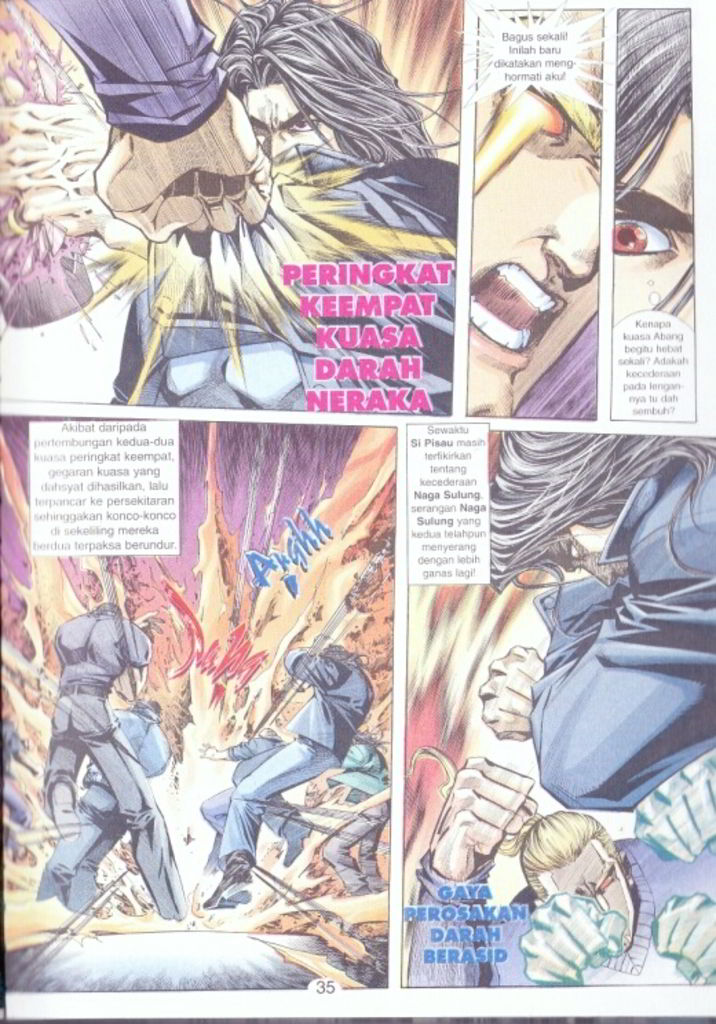 Bagus sekali!
Inilah baru
dikatakan meng-
hormati aku!
PERINGKAT
KEEMPAT
KUASA
DARAH
NERAKA
Kenapa
kuasa Abang
begitu hebat
sekali? Adakah
kecederaan
pada lengan-
nya tu dah
sembuh?
Akibat daripada
pertembungan kedua-dua
kuasa peringkat keempat,
gegaran kuasa yang
dahsyat dihasilkan, lalu
terpancar ke persekitaran
sehinggakan konco-konco
di sekeliling mereka
berdua terpaksa berundur.
Arghh
Sewaktu
Si Pisau masih
terfikirkan
tentang
kecederaan
Naga Sulung,
serangan Naga
Sulung yang
kedua telahpun
menyerang
dengan lebih
ganas lagi!
GAYA
PEROSAKAN
DARAH
BERASID
35